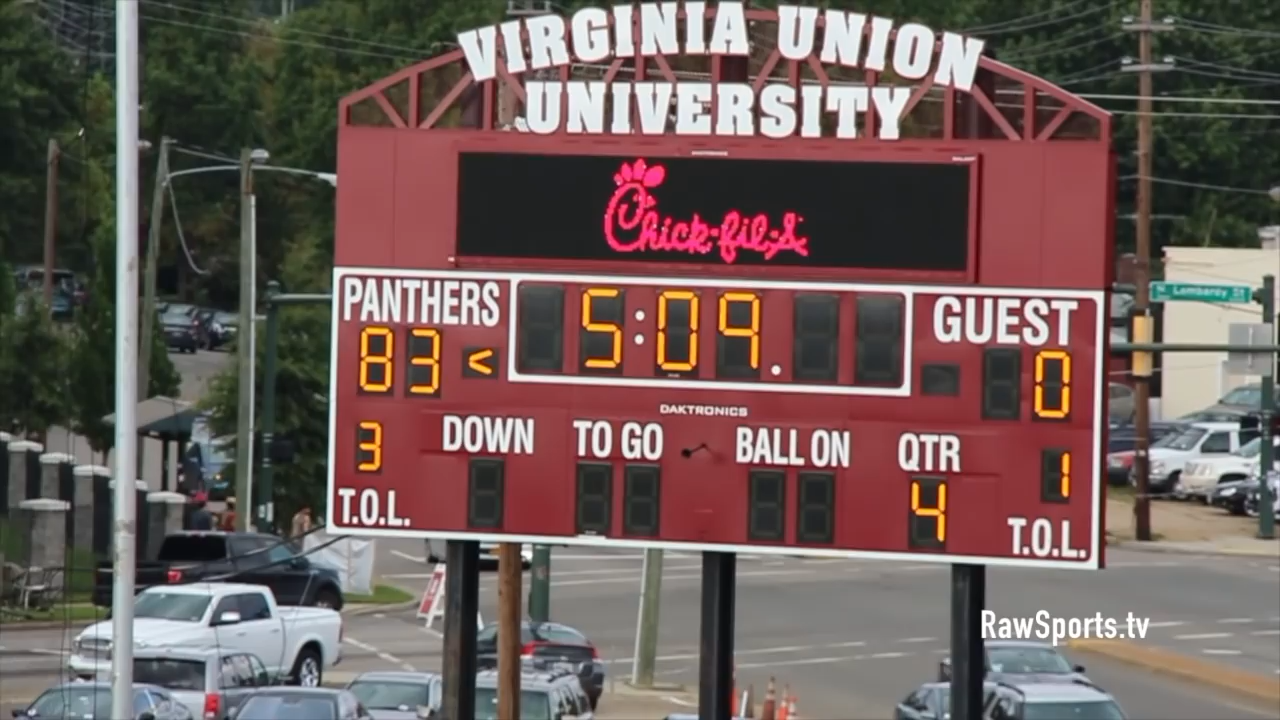 VIRGINIA UNION
UNIVERSITY
DAKTRONICS
Chick-fil-A
PANTHERS
5:09.
GUEST
83 <
0
DAKTRONICS
3
DOWN
TO GO
BALL ON
QTR
1
4
T.O.L.
T.O.L.
N Lombardy St
RawSports.tv